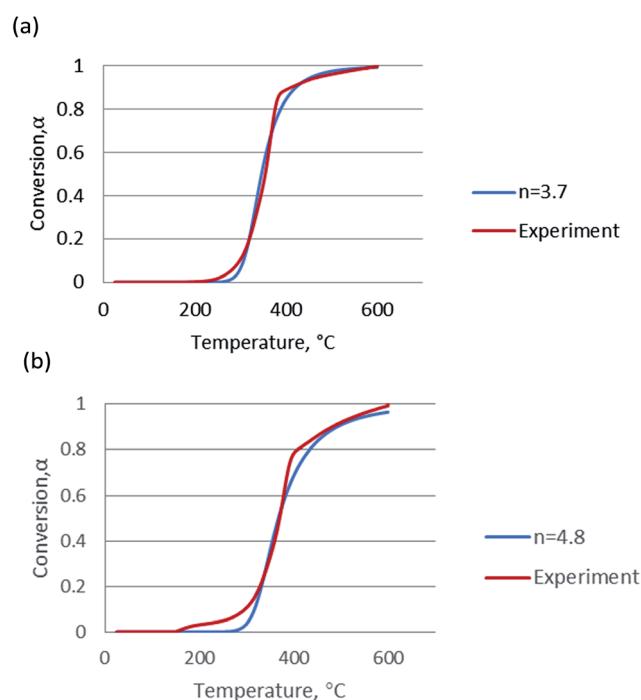 (a)
1
0.8
0.6
0.4
0.2
0
0 200 400 600
Conversion,α
Temperature, °C
n=3.7
Experiment
(b)
1
0.8
0.6
0.4
0.2
0
0 200 400 600
Conversion,α
Temperature, °C
n=4.8
Experiment